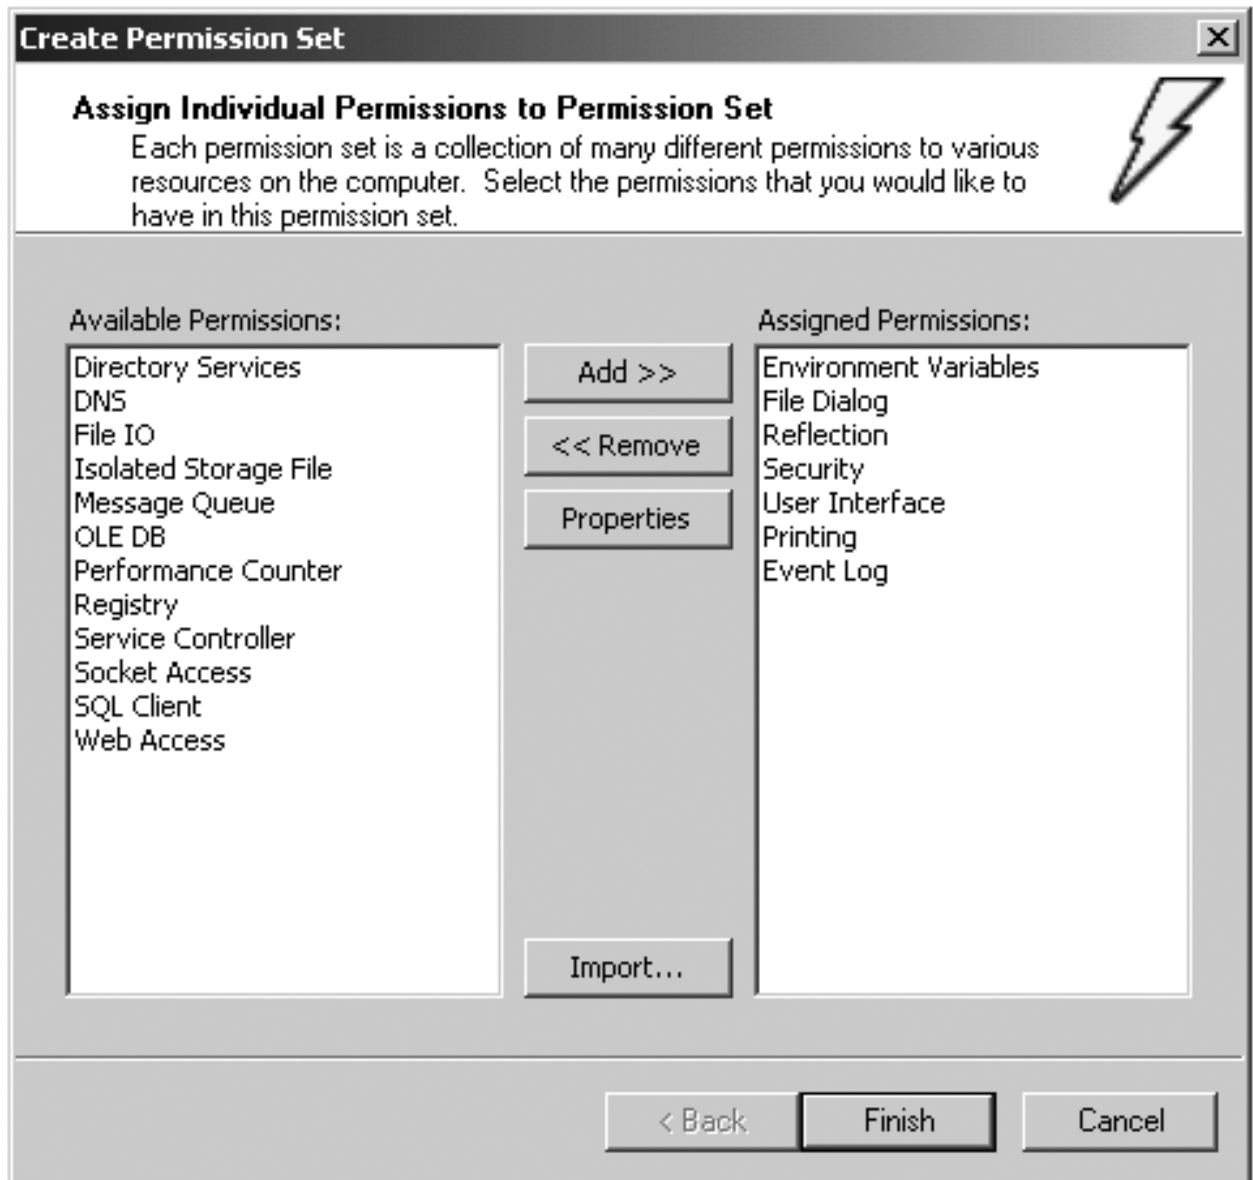 Create Permission Set
Assign Individual Permissions to Permission Set
Each permission set is a collection of many different permissions to various
resources on the computer.  Select the permissions that you would like to
have in this permission set.
Available Permissions:
Directory Services
DNS
File IO
Isolated Storage File
Message Queue
OLE DB
Performance Counter
Registry
Service Controller
Socket Access
SQL Client
Web Access
Add >>
<< Remove
Properties
Import...
Assigned Permissions:
Environment Variables
File Dialog
Reflection
Security
User Interface
Printing
Event Log
< Back
Finish
Cancel